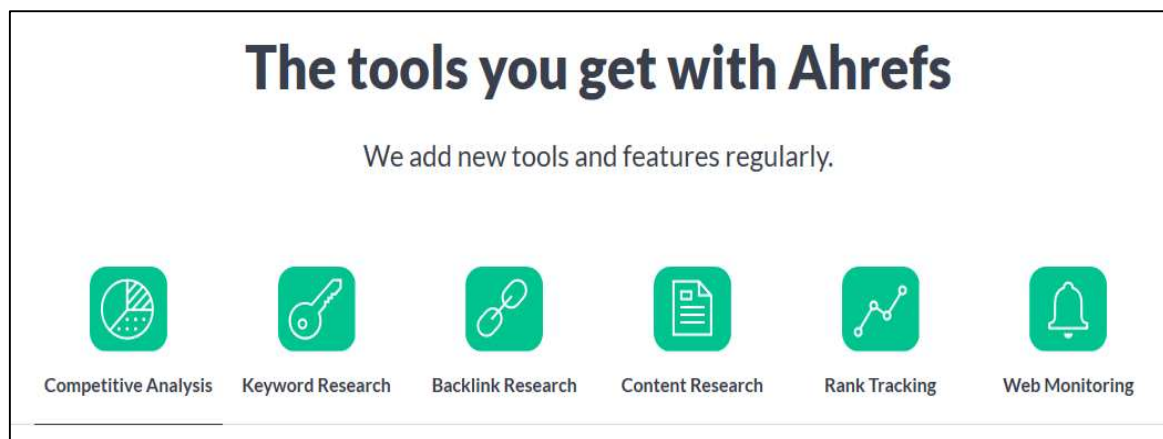 The tools you get with Ahrefs
We add new tools and features regularly.
Competitive Analysis
Keyword Research
Backlink Research
Content Research
Rank Tracking
Web Monitoring